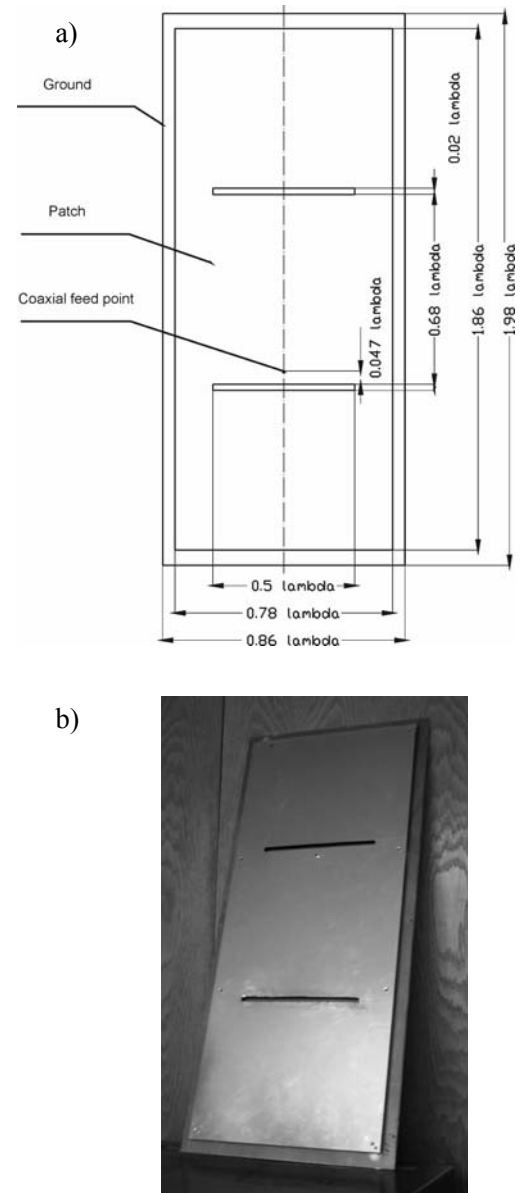 a)
Ground
Patch
Coaxial feed point
0.02 lambda
0.047 lambda
0.68 lambda
1.86 lambda
1.98 lambda
0.5 lambda
0.78 lambda
0.86 lambda
b)